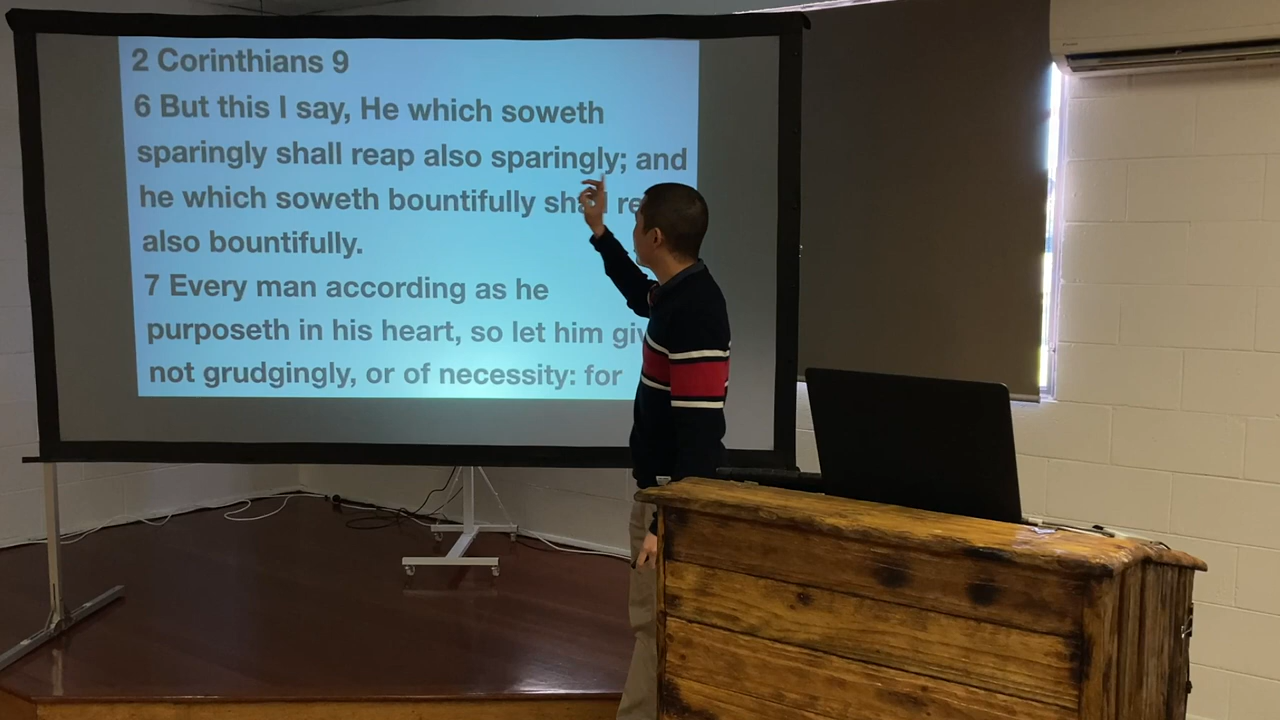 2 Corinthians 9
6 But this I say, He which soweth
sparingly shall reap also sparingly; and
he which soweth bountifully shall
also bountifully.
7 Every man according as he
purposeth in his heart, so let him
not grudgingly, or of necessity: for